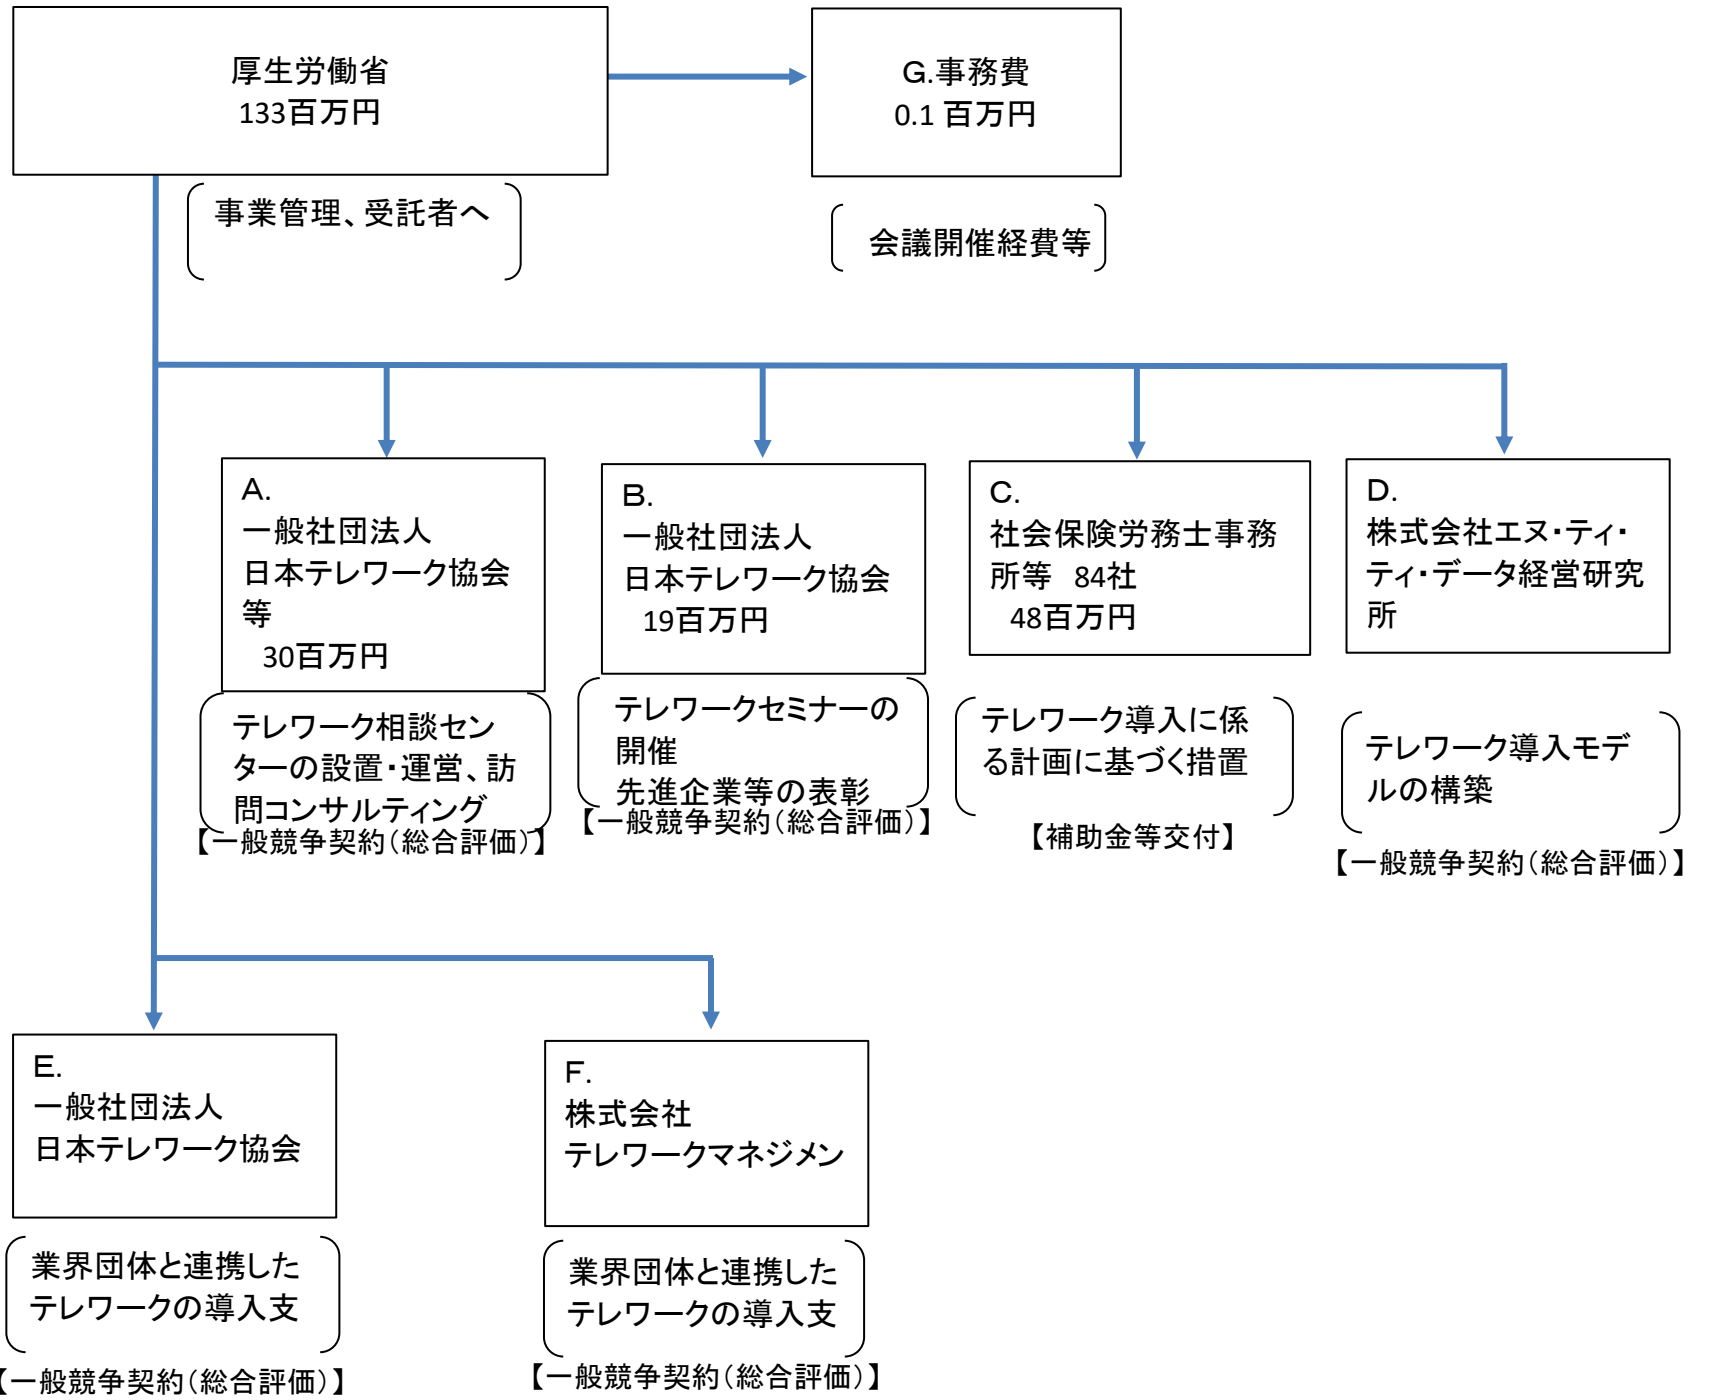 厚生労働省
133百万円
G.事務費
0.1 百万円
事業管理、受託者へ
会議開催経費等
A.
一般社団法人
日本テレワーク協会
等
30百万円
テレワーク相談セン
ターの設置・運営、訪
問コンサルティング
【一般競争契約(総合評価)】
B.
一般社団法人
日本テレワーク協会
19百万円
テレワークセミナーの
開催
先進企業等の表彰
【一般競争契約(総合評価)】
C.
社会保険労務士事務
所等 84社
48百万円
テレワーク導入に係
る計画に基づく措置
【補助金等交付】
D.
株式会社エヌ・ティ・
ティ・データ経営研究
所
テレワーク導入モデ
ルの構築
【一般競争契約(総合評価)】
E.
一般社団法人
日本テレワーク協会
業界団体と連携した
テレワークの導入支
【一般競争契約(総合評価)】
F.
株式会社
テレワークマネジメン
業界団体と連携した
テレワークの導入支
【一般競争契約(総合評価)】